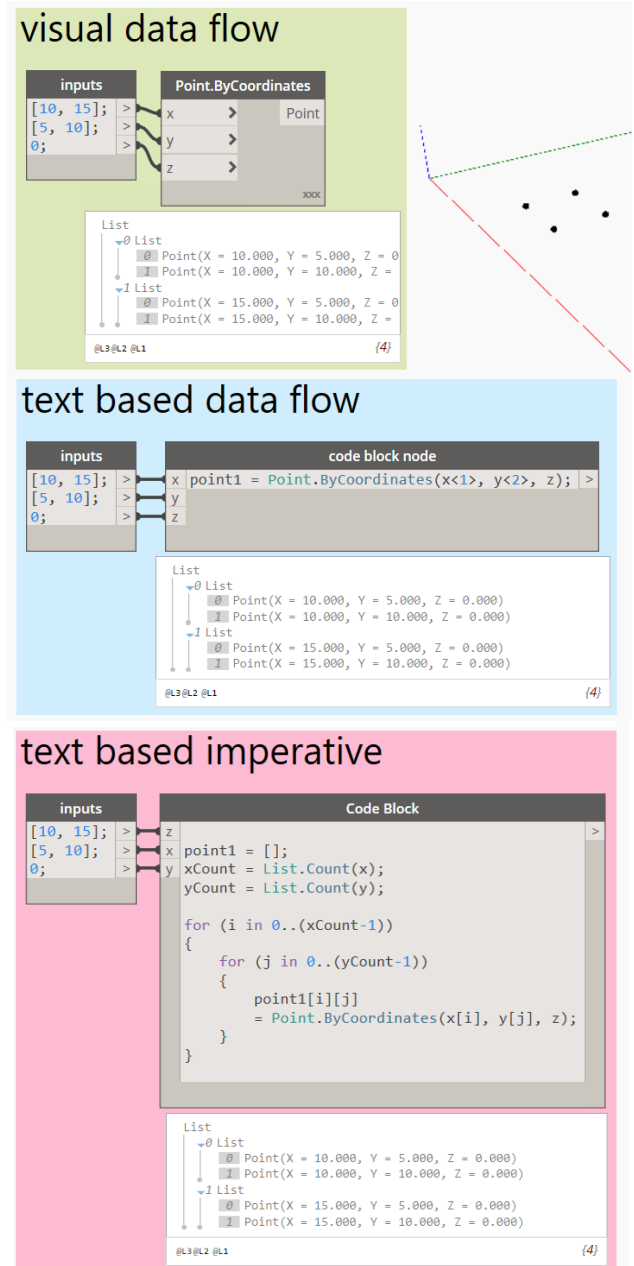 visual data flow
inputs
[10, 15]; >
[5, 10]; >
0; >
Point.ByCoordinates
x > Point
y >
z >
xxx
List
0 List
0 Point(X = 10.000, Y = 5.000, Z = 0
1 Point(X = 10.000, Y = 10.000, Z =
1 List
0 Point(X = 15.000, Y = 5.000, Z = 0
1 Point(X = 15.000, Y = 10.000, Z =
@L3 @L2 @L1 {4}
text based data flow
inputs
[10, 15]; >
[5, 10]; >
0; >
code block node
x point1 = Point.ByCoordinates(x<1>, y<2>, z); >
y
z
List
0 List
0 Point(X = 10.000, Y = 5.000, Z = 0.000)
1 Point(X = 10.000, Y = 10.000, Z = 0.000)
1 List
0 Point(X = 15.000, Y = 5.000, Z = 0.000)
1 Point(X = 15.000, Y = 10.000, Z = 0.000)
@L3 @L2 @L1 {4}
text based imperative
inputs
[10, 15]; >
[5, 10]; >
0; >
Code Block
z >
x point1 = [];
y xCount = List.Count(x);
yCount = List.Count(y);
for (i in 0..(xCount-1))
{
for (j in 0..(yCount-1))
{
point1[i][j]
= Point.ByCoordinates(x[i], y[j], z);
}
}
List
0 List
0 Point(X = 10.000, Y = 5.000, Z = 0.000)
1 Point(X = 10.000, Y = 10.000, Z = 0.000)
1 List
0 Point(X = 15.000, Y = 5.000, Z = 0.000)
1 Point(X = 15.000, Y = 10.000, Z = 0.000)
@L3 @L2 @L1 {4}